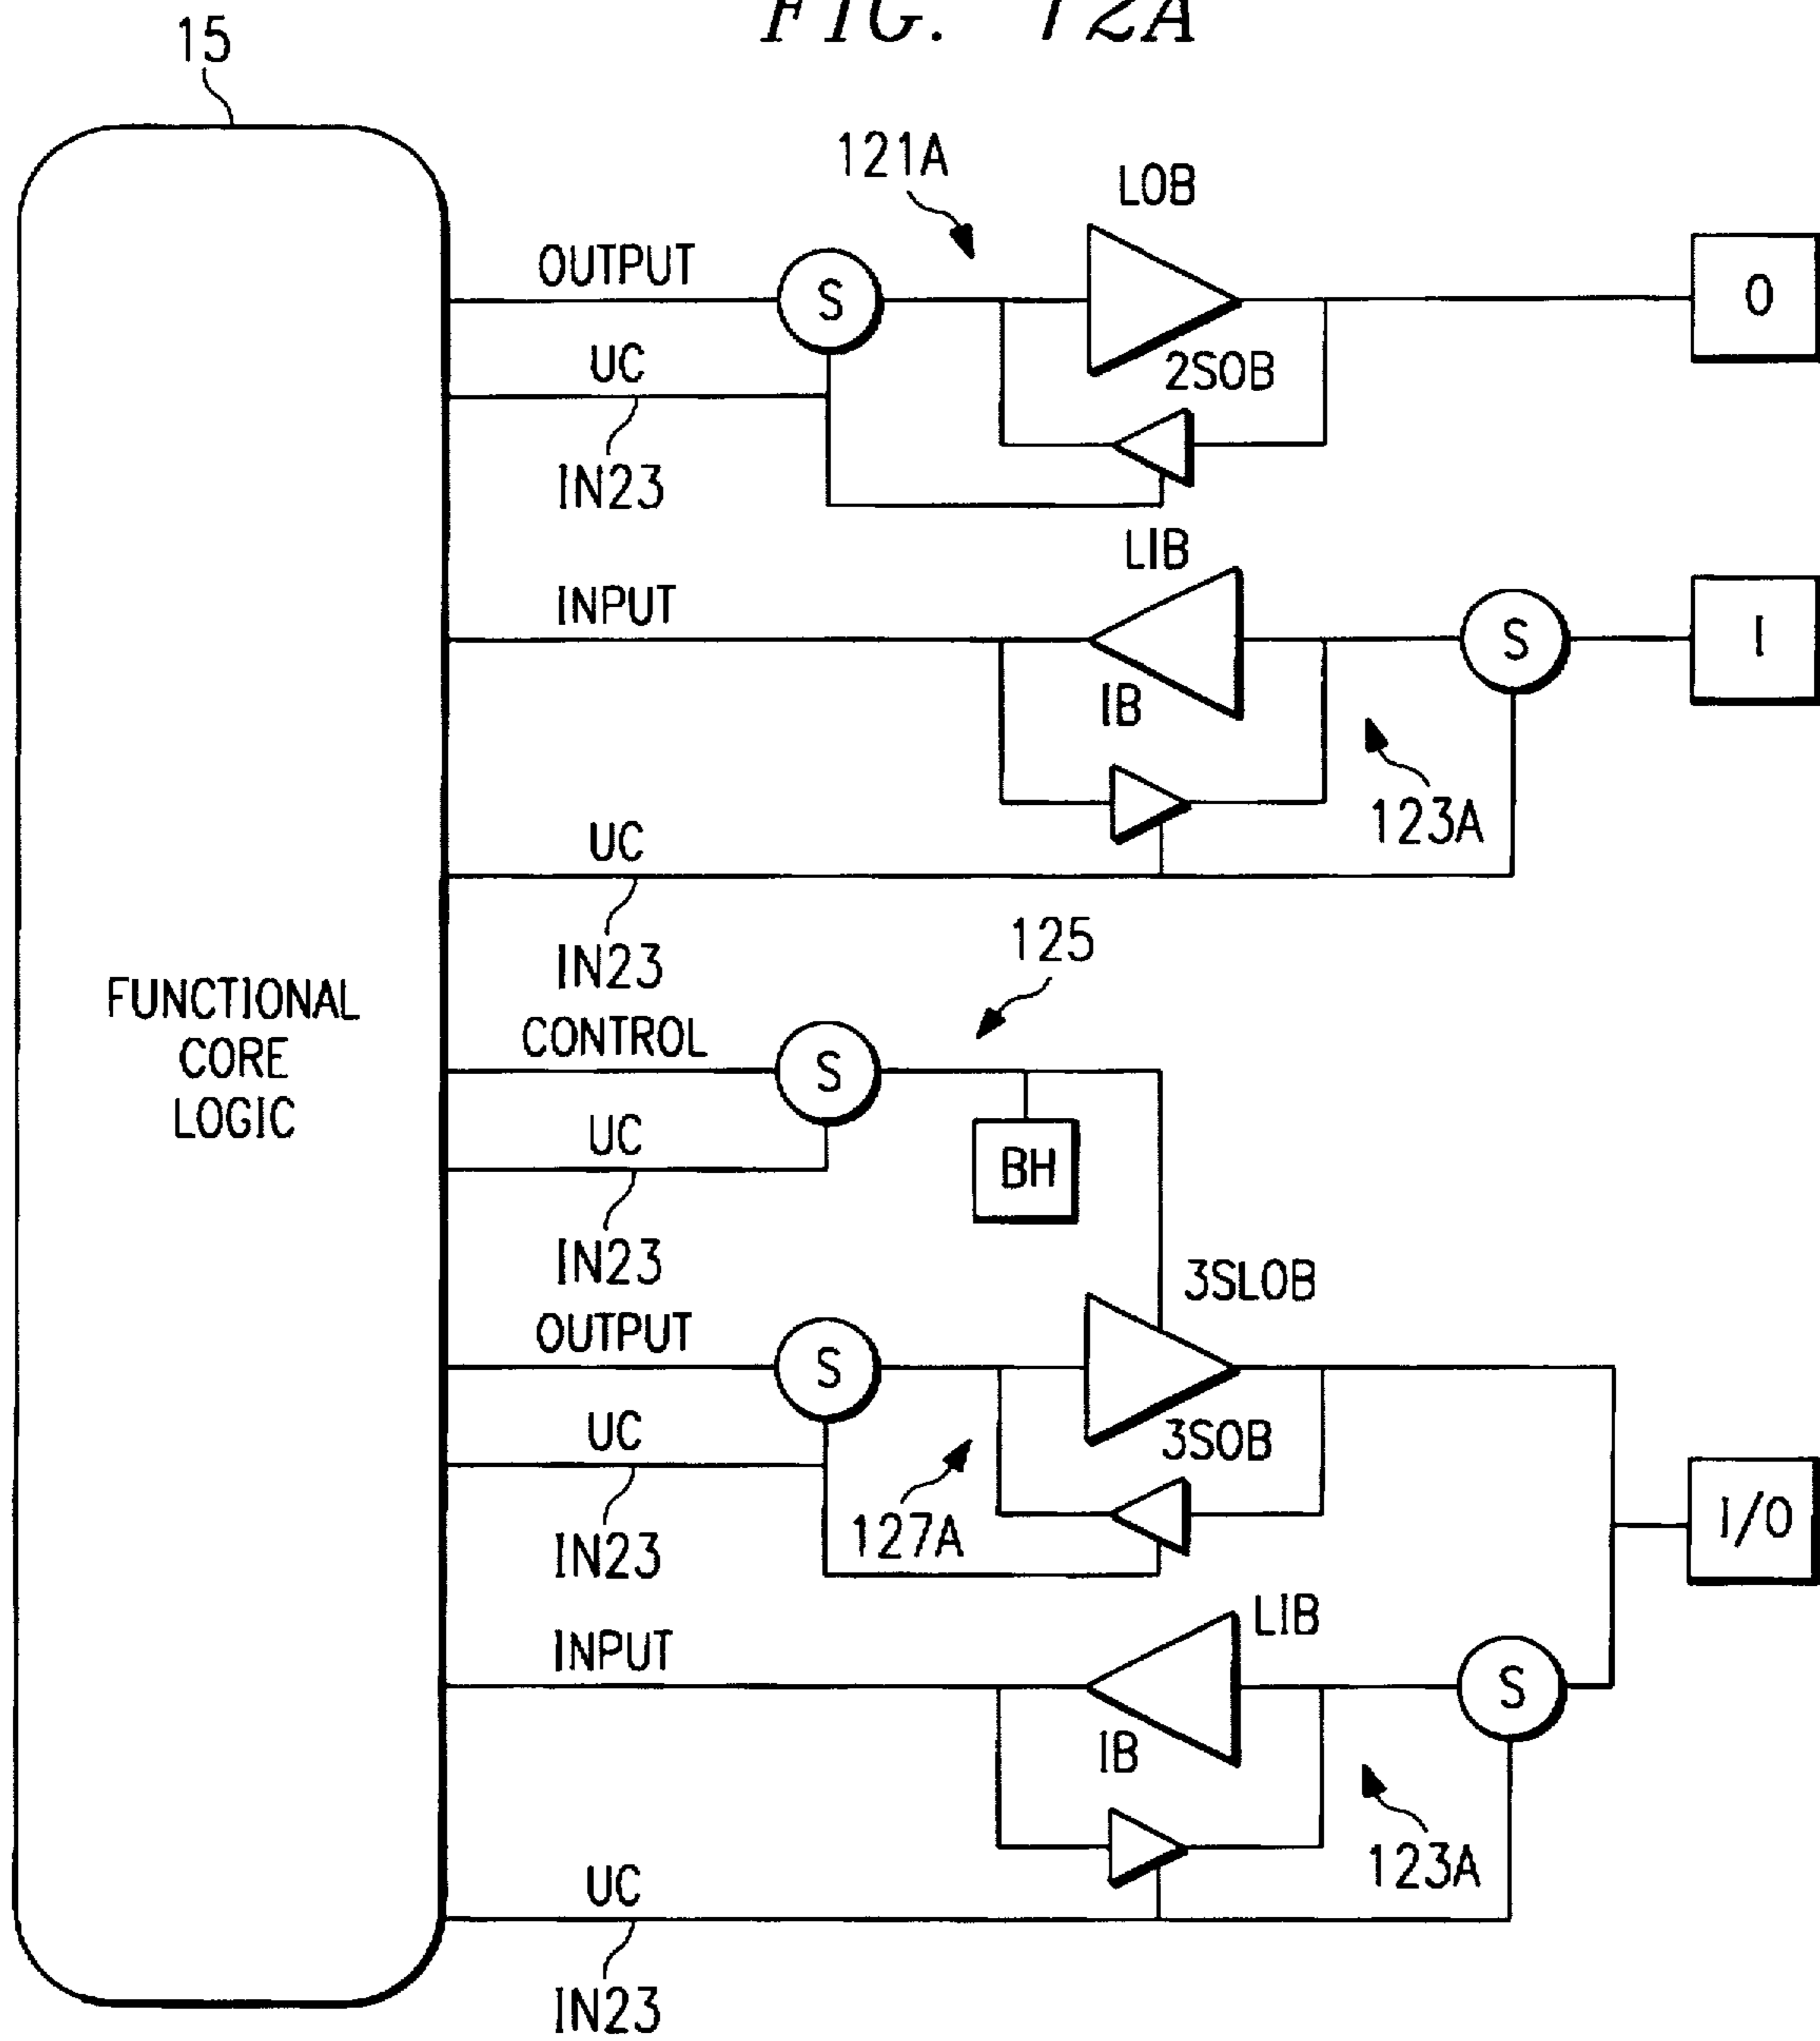 FIG. 12A
15
121A
LOB
OUTPUT
S
O
UC
2SOB
IN23
LIB
INPUT
S
I
IB
123A
UC
IN23
125
FUNCTIONAL
CORE
LOGIC
CONTROL
S
UC
BH
IN23
3SLOB
OUTPUT
S
UC
3SOB
127A
I/O
IN23
LIB
INPUT
S
IB
123A
UC
IN23